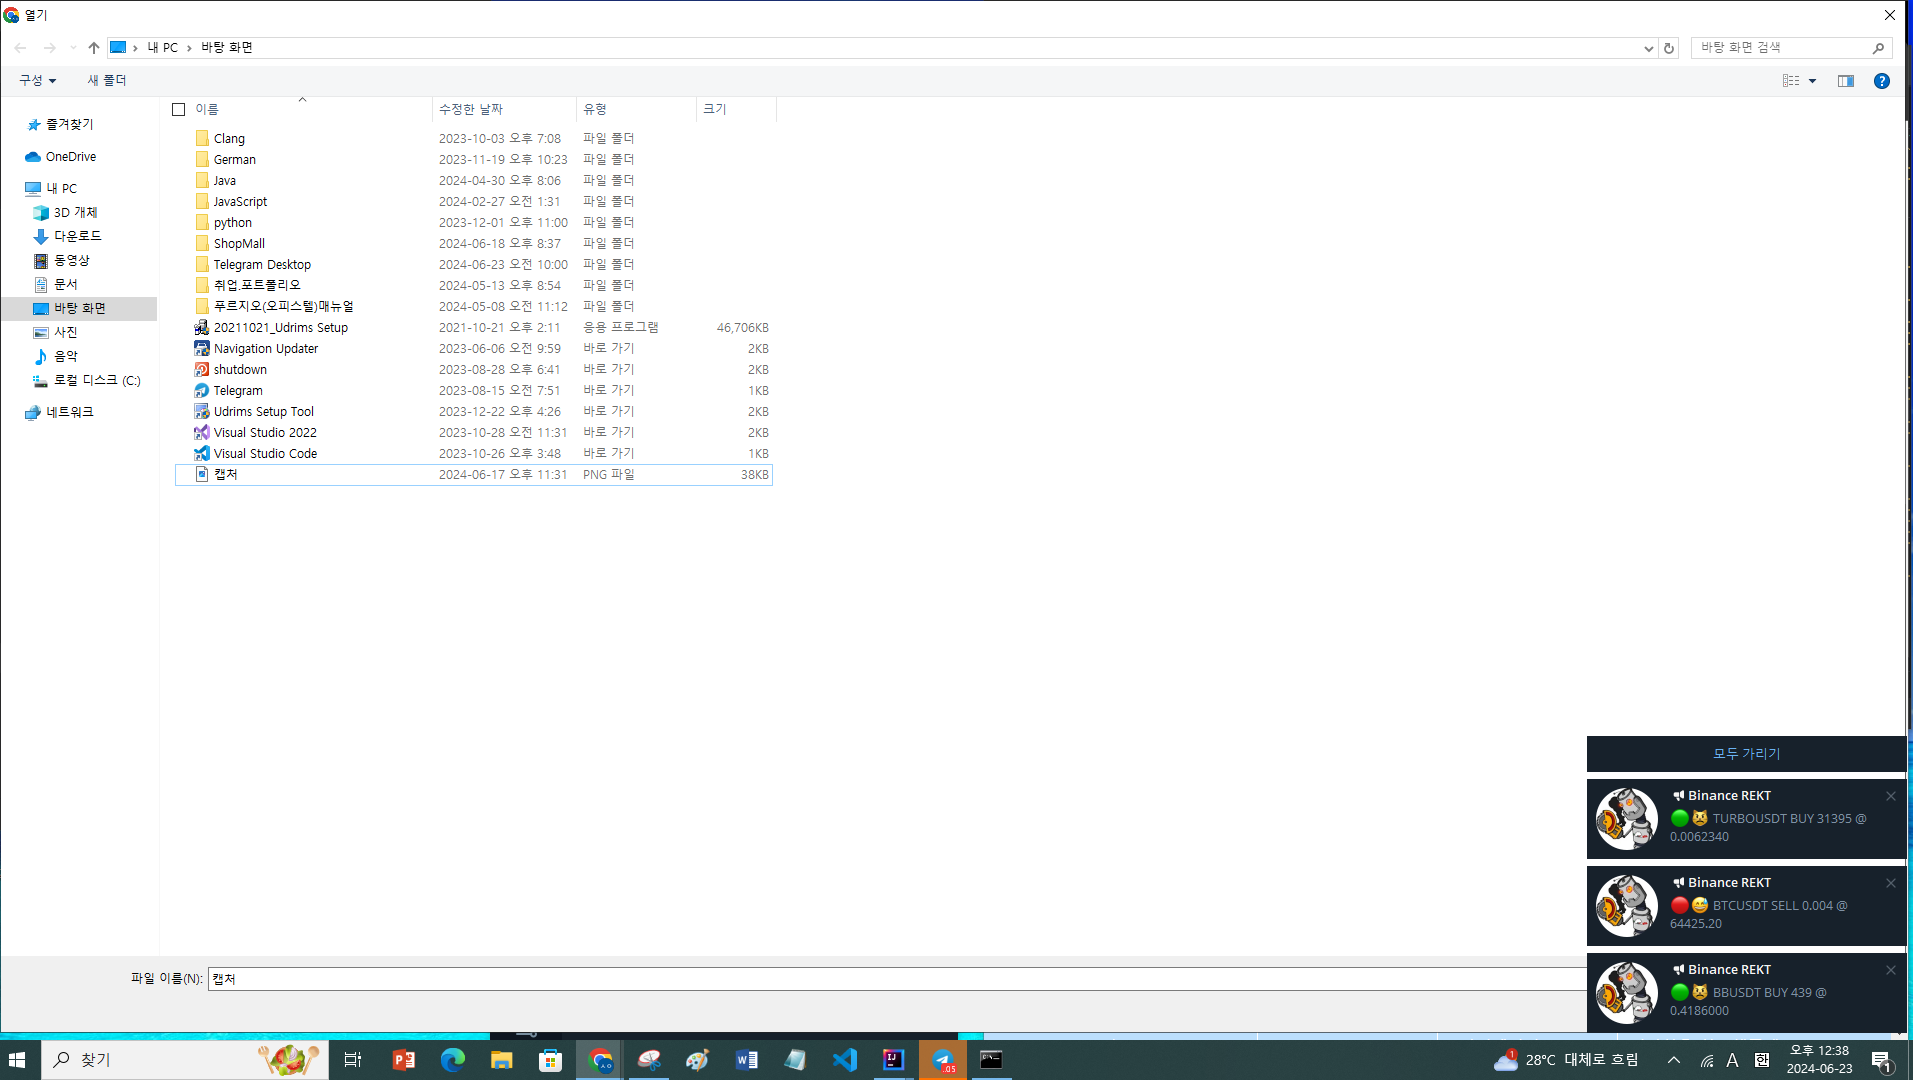 열기
내 PC › 바탕 화면
바탕 화면 검색
구성
새 폴더
이름 수정한 날짜 유형 크기
즐겨찾기
OneDrive
내 PC
3D 개체
다운로드
동영상
문서
바탕 화면
사진
음악
로컬 디스크 (C:)
네트워크
Clang 2023-10-03 오후 7:08 파일 폴더
German 2023-11-19 오후 10:23 파일 폴더
Java 2024-04-30 오후 8:06 파일 폴더
JavaScript 2024-02-27 오전 1:31 파일 폴더
python 2023-12-01 오후 11:00 파일 폴더
ShopMall 2024-06-18 오후 8:37 파일 폴더
Telegram Desktop 2024-06-23 오전 10:00 파일 폴더
취업.포트폴리오 2024-05-13 오후 8:54 파일 폴더
푸르지오(오피스텔)매뉴얼 2024-05-08 오전 11:12 파일 폴더
20211021_Udrims Setup 2021-10-21 오후 2:11 응용 프로그램 46,706KB
Navigation Updater 2023-06-06 오전 9:59 바로 가기 2KB
shutdown 2023-08-28 오후 6:41 바로 가기 2KB
Telegram 2023-08-15 오전 7:51 바로 가기 1KB
Udrims Setup Tool 2023-12-22 오후 4:26 바로 가기 2KB
Visual Studio 2022 2023-10-28 오전 11:31 바로 가기 2KB
Visual Studio Code 2023-10-26 오후 3:48 바로 가기 1KB
캡처 2024-06-17 오후 11:31 PNG 파일 38KB
모두 가리기
Binance REKT
TURBOUSDT BUY 31395 @
0.0062340
Binance REKT
BTCUSDT SELL 0.004 @
64425.20
Binance REKT
BBUSDT BUY 439 @
0.4186000
파일 이름(N): 캡처
찾기
28°C 대체로 흐림
A 한
오후 12:38
2024-06-23
1